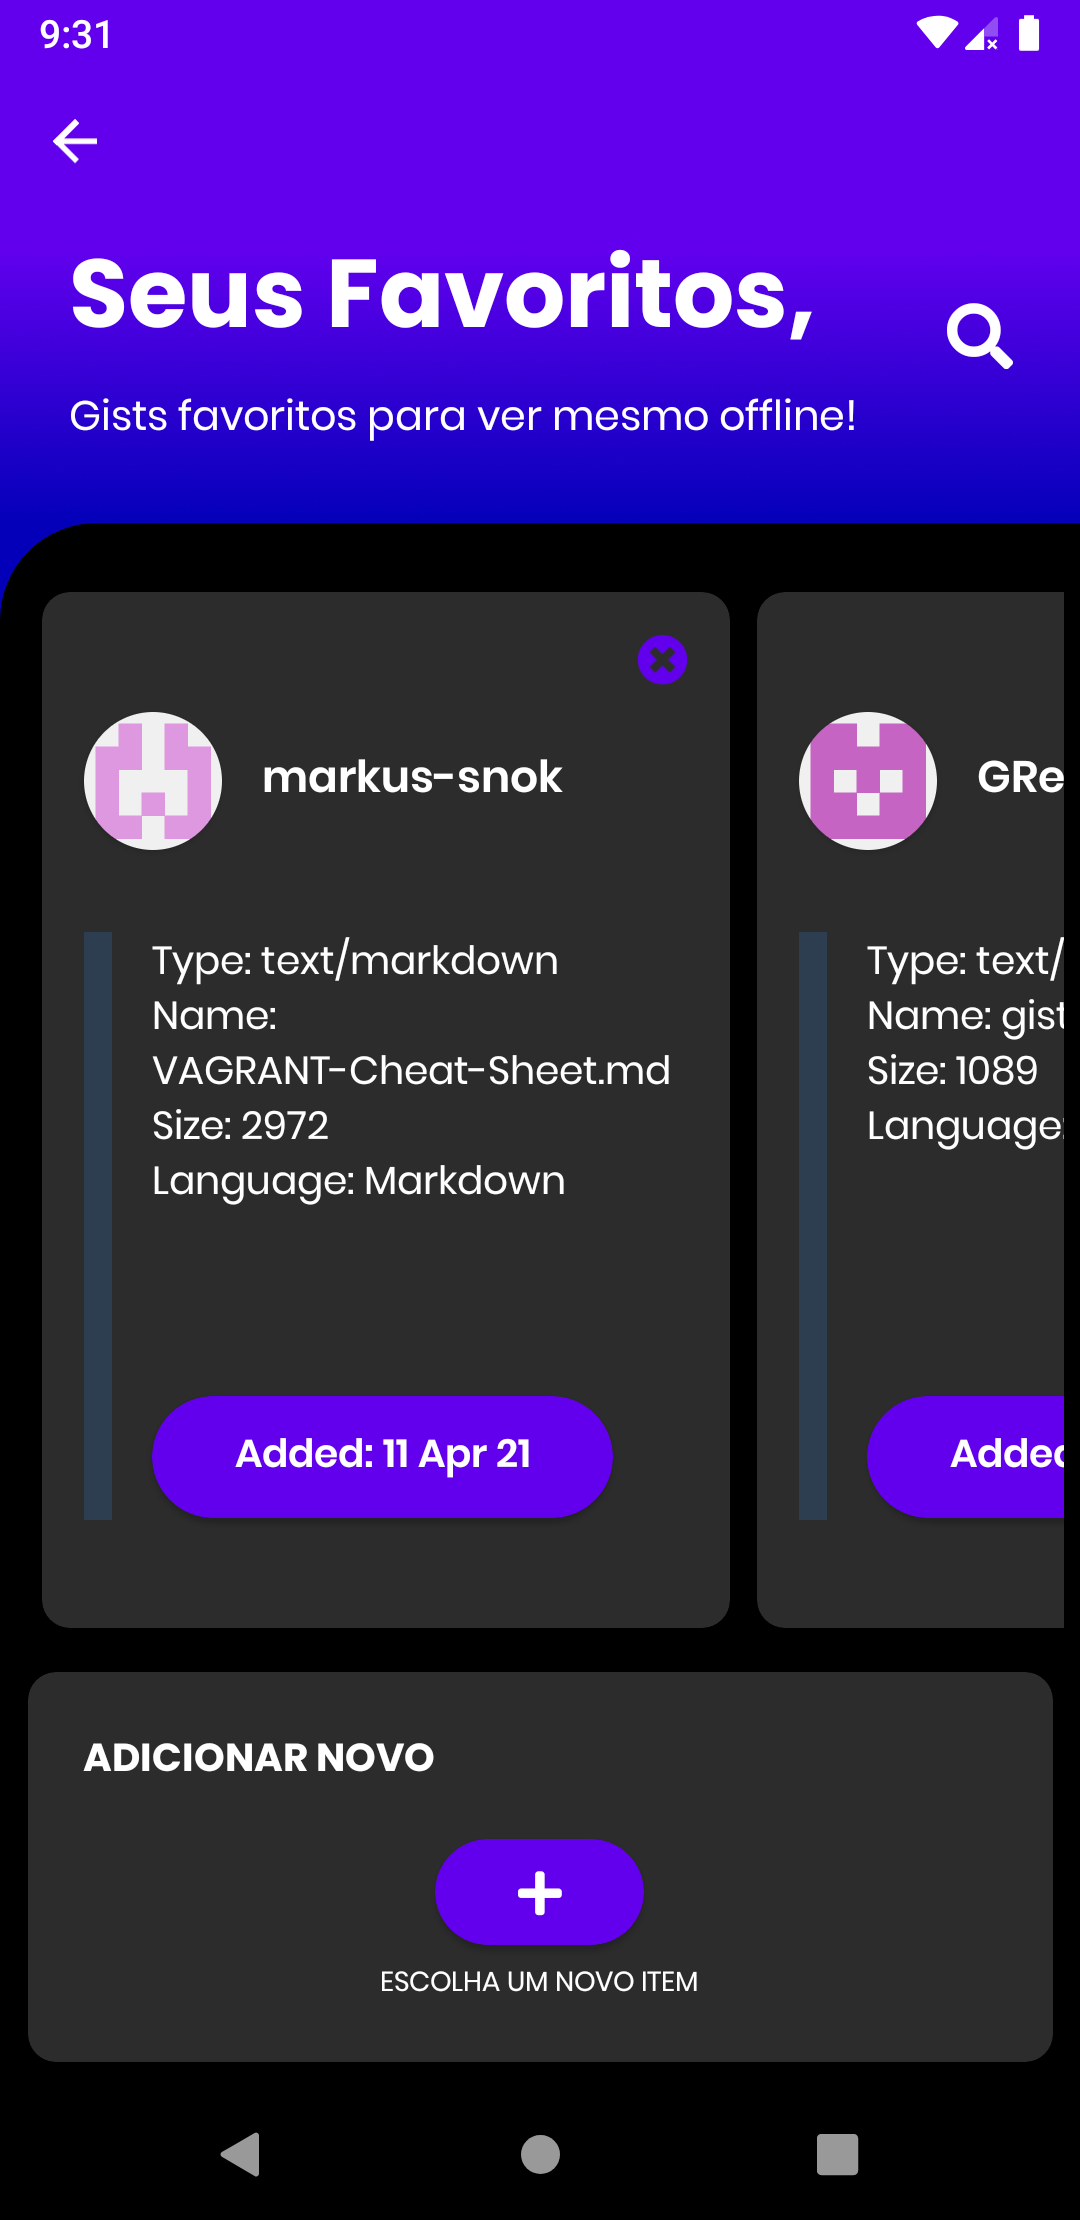 9:31
Seus Favoritos,
Gists favoritos para ver mesmo offline!
markus-snok
Type: text/markdown
Name:
VAGRANT-Cheat-Sheet.md
Size: 2972
Language: Markdown
Added: 11 Apr 21
GRe
Type: text/
Name: gist
Size: 1089
Language:
Added
ADICIONAR NOVO
ESCOLHA UM NOVO ITEM